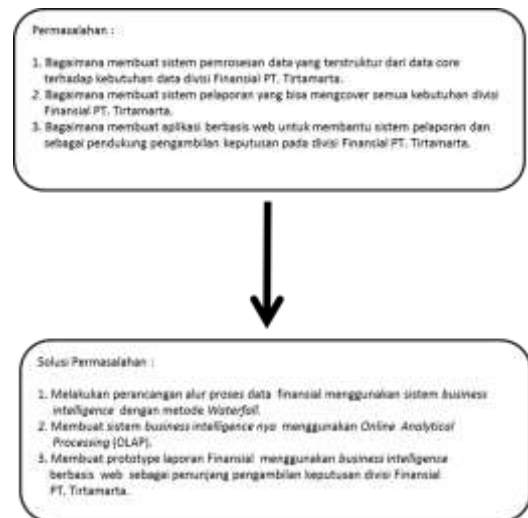 Permasalahan :
1. Bagaimana membuat sistem pemrosesan data yang terstruktur dari data core
terhadap kebutuhan data divisi Finansial PT. Tirtamarta.
2. Bagaimana membuat sistem pelaporan yang bisa mengcover semua kebutuhan divisi
Finansial PT. Tirtamarta.
3. Bagaimana membuat aplikasi berbasis web untuk membantu sistem pelaporan dan
sebagai pendukung pengambilan keputusan pada divisi Finansial PT. Tirtamarta.
Solusi Permasalahan :
1. Melakukan perancangan alur proses data finansial menggunakan sistem business
intelligence dengan metode Waterfall.
2. Membuat sistem business intelligence nya menggunakan Online Analytical
Processing (OLAP).
3. Membuat prototype laporan Finansial menggunakan business intelligence
berbasis web sebagai penunjang pengambilan keputusan divisi Finansial
PT. Tirtamarta.